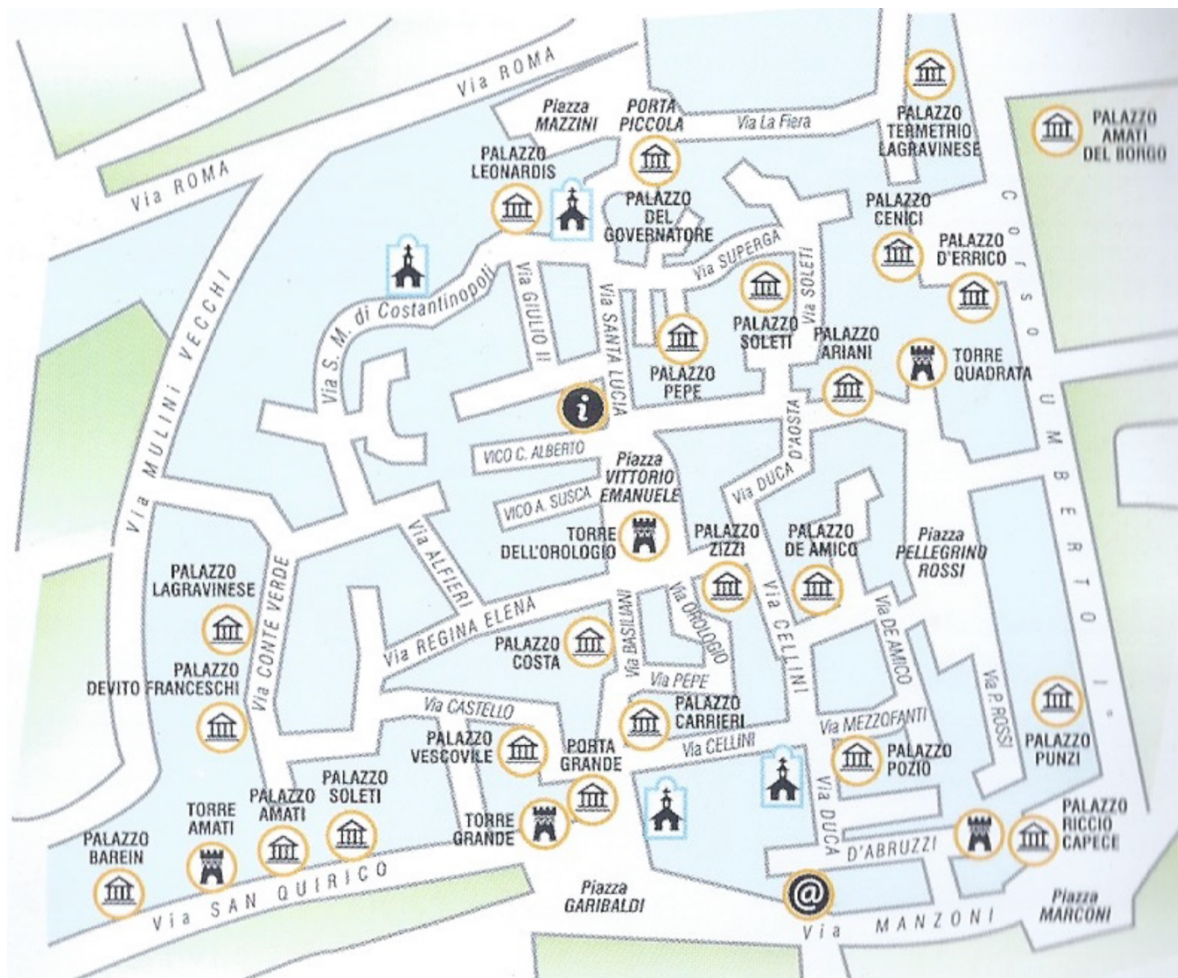 Via ROMA
Via ROMA
Piazza
MAZZINI
PORTA
PICCOLA
Via La Fiera
PALAZZO
TERMETRIO
LAGRAVINESE
PALAZZO
AMATI
DEL BORGO
PALAZZO
LEONARDIS
PALAZZO
DEL
GOVERNATORE
PALAZZO
CENICI
PALAZZO
D'ERRICO
Corso UMBERTO I°
Via MULINI VECCHI
Via S. M. di Costantinopoli
Via GIULIO II
Via SANTA LUCIA
Via SUPERGA
Via SOLETI
PALAZZO
SOLETI
PALAZZO
PEPE
PALAZZO
ARIANI
TORRE
QUADRATA
i
VICO C. ALBERTO
Piazza
VITTORIO
EMANUELE
Via DUCA D'AOSTA
VICO A. SUSCA
TORRE
DELL'OROLOGIO
PALAZZO
ZIZZI
PALAZZO
DE AMICO
Piazza
PELLEGRINO
ROSSI
Via ALFIERI
PALAZZO
LAGRAVINESE
Via CONTE VERDE
Via REGINA ELENA
PALAZZO
COSTA
Via BASILIANI
Via OROLOGIO
Via CELLINI
Via DE AMICO
PALAZZO
DEVITO FRANCESCHI
Via PEPE
Via CASTELLO
PALAZZO
CARRIERI
Via MEZZOFANTI
Via P. ROSSI
PALAZZO
VESCOVILE
PORTA
GRANDE
Via CELLINI
PALAZZO
POZIO
PALAZZO
PUNZI
PALAZZO
SOLETI
PALAZZO
AMATI
TORRE
AMATI
PALAZZO
BAREIN
TORRE
GRANDE
Via DUCA
D'ABRUZZI
PALAZZO
RICCIO
CAPECE
Via SAN QUIRICO
Piazza
GARIBALDI
@
Via MANZONI
Piazza
MARCONI